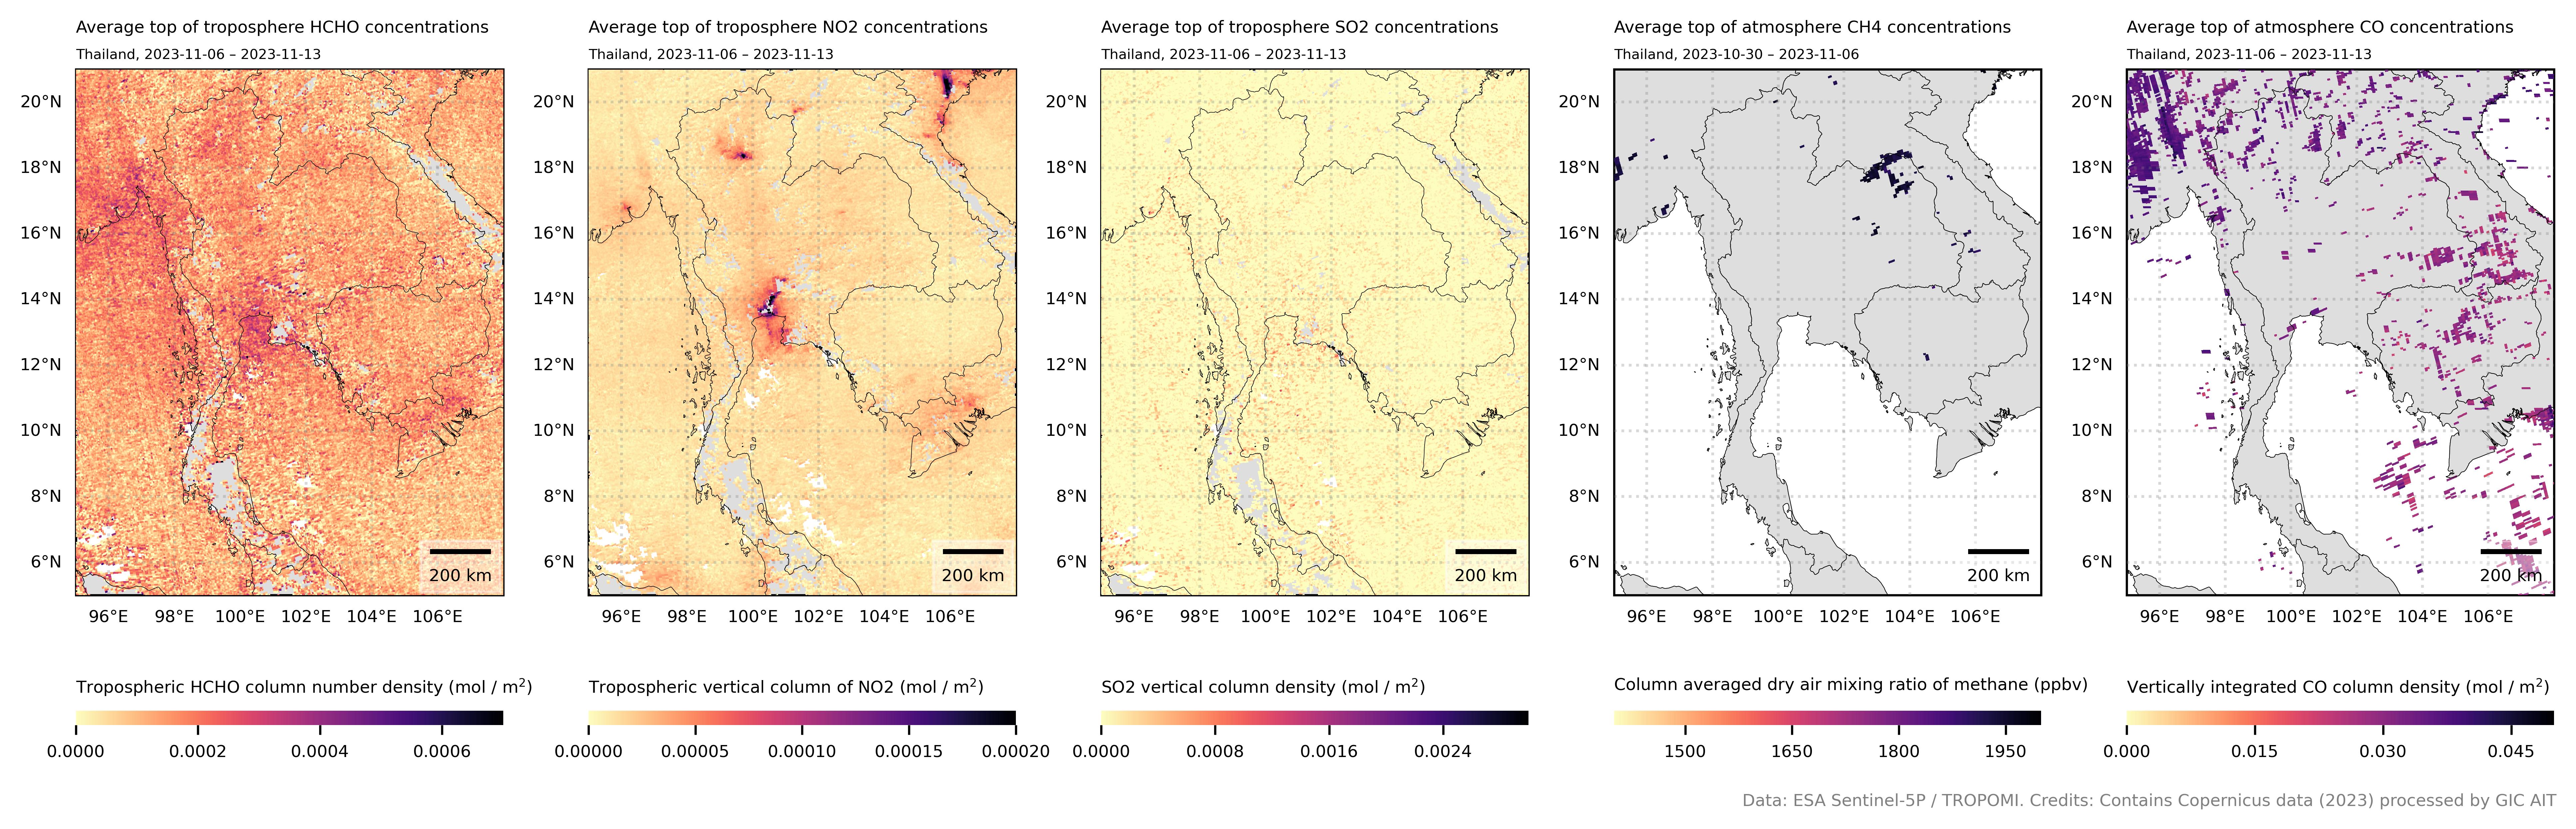 Average top of troposphere HCHO concentrations
Thailand, 2023-11-06 – 2023-11-13
20°N
18°N
16°N
14°N
12°N
10°N
8°N
6°N
200 km
96°E 98°E 100°E 102°E 104°E 106°E
Tropospheric HCHO column number density (mol / m²)
0.0000 0.0002 0.0004 0.0006
Average top of troposphere NO2 concentrations
Thailand, 2023-11-06 – 2023-11-13
20°N
18°N
16°N
14°N
12°N
10°N
8°N
6°N
200 km
96°E 98°E 100°E 102°E 104°E 106°E
Tropospheric vertical column of NO2 (mol / m²)
0.00000 0.00005 0.00010 0.00015 0.00020
Average top of troposphere SO2 concentrations
Thailand, 2023-11-06 – 2023-11-13
20°N
18°N
16°N
14°N
12°N
10°N
8°N
6°N
200 km
96°E 98°E 100°E 102°E 104°E 106°E
SO2 vertical column density (mol / m²)
0.0000 0.0008 0.0016 0.0024
Average top of atmosphere CH4 concentrations
Thailand, 2023-10-30 – 2023-11-06
20°N
18°N
16°N
14°N
12°N
10°N
8°N
6°N
200 km
96°E 98°E 100°E 102°E 104°E 106°E
Column averaged dry air mixing ratio of methane (ppbv)
1500 1650 1800 1950
Average top of atmosphere CO concentrations
Thailand, 2023-11-06 – 2023-11-13
20°N
18°N
16°N
14°N
12°N
10°N
8°N
6°N
200 km
96°E 98°E 100°E 102°E 104°E 106°E
Vertically integrated CO column density (mol / m²)
0.000 0.015 0.030 0.045
Data: ESA Sentinel-5P / TROPOMI. Credits: Contains Copernicus data (2023) processed by GIC AIT